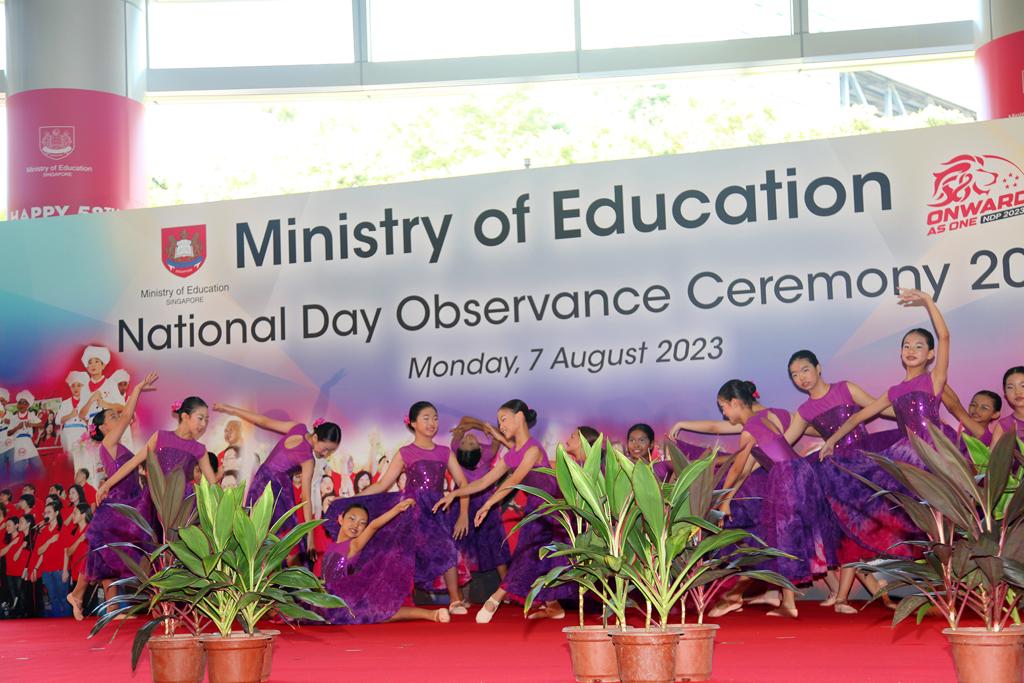 Ministry of Education
SINGAPORE
HAPPY 58TH
Ministry of Education
Ministry of Education
SINGAPORE
58
ONWARD
AS ONE NDP 2023
National Day Observance Ceremony 20
Monday, 7 August 2023